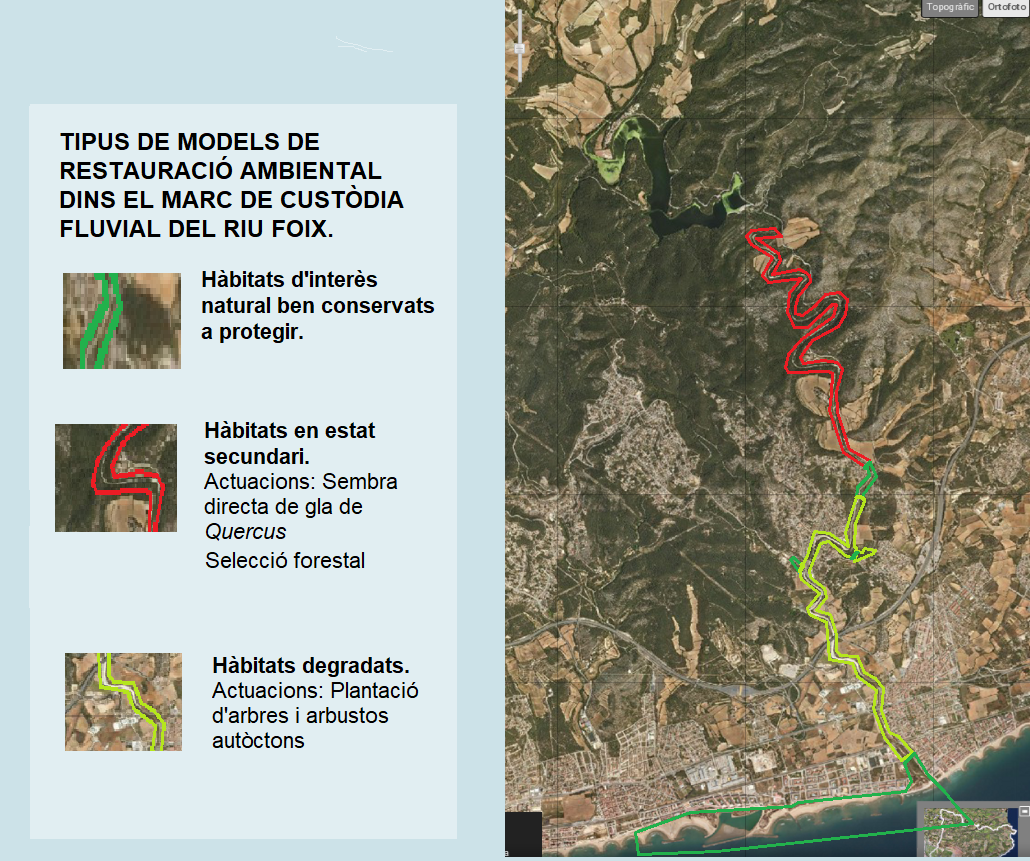 Topogràfic
Ortofoto
TIPUS DE MODELS DE
RESTAURACIÓ AMBIENTAL
DINS EL MARC DE CUSTÒDIA
FLUVIAL DEL RIU FOIX.
Hàbitats d'interès
natural ben conservats
a protegir.
Hàbitats en estat
secundari.
Actuacions: Sembra
directa de gla de
Quercus
Selecció forestal
Hàbitats degradats.
Actuacions: Plantació
d'arbres i arbustos
autòctons